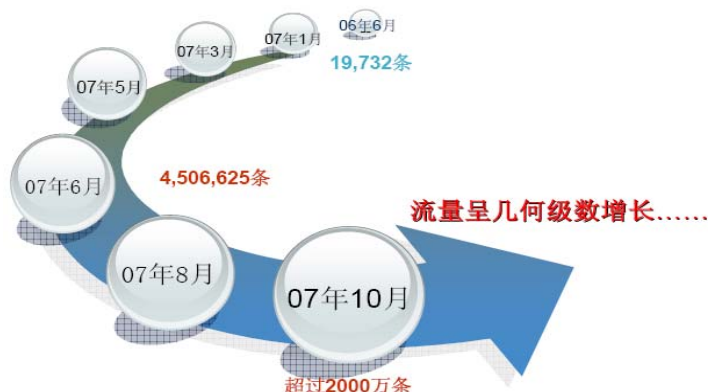 06年6月
19,732条
07年1月
07年3月
07年5月
07年6月
4,506,625条
流量呈几何级数增长……
07年8月
07年10月
超过2000万条